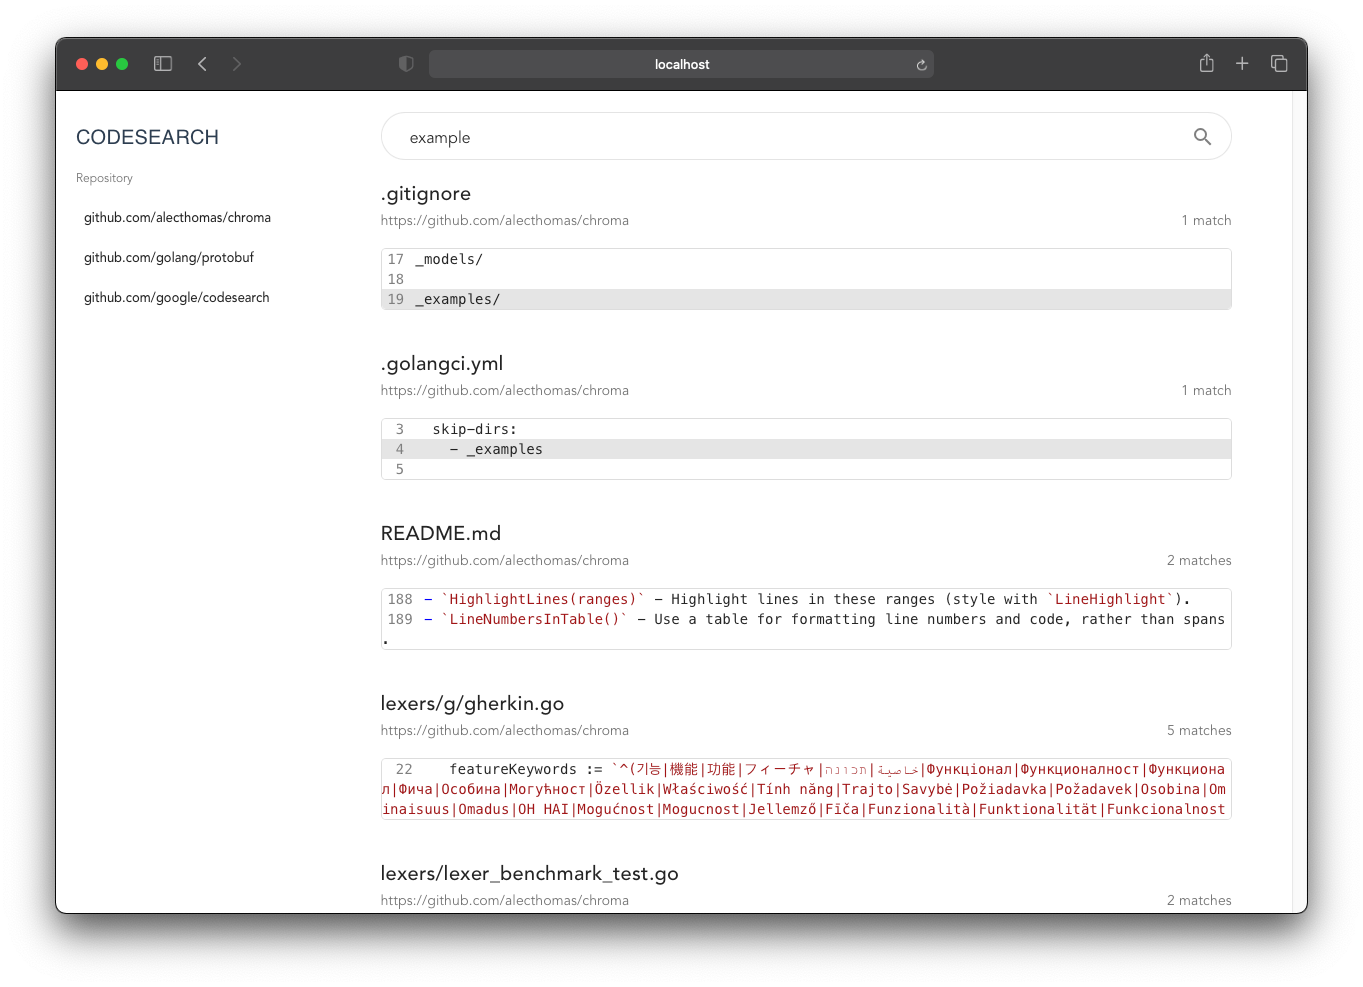 localhost
CODESEARCH
example
Repository
github.com/alecthomas/chroma
github.com/golang/protobuf
github.com/google/codesearch
.gitignore
https://github.com/alecthomas/chroma 1 match
17 _models/
18
19 _examples/
.golangci.yml
https://github.com/alecthomas/chroma 1 match
3 skip-dirs:
4 - _examples
5
README.md
https://github.com/alecthomas/chroma 2 matches
188 - `HighlightLines(ranges)` - Highlight lines in these ranges (style with `LineHighlight`).
189 - `LineNumbersInTable()` - Use a table for formatting line numbers and code, rather than spans
.
lexers/g/gherkin.go
https://github.com/alecthomas/chroma 5 matches
22 featureKeywords := `^(기능|機能|功能|フィーチャ|תכונה|خاصية|Функціонал|Функционалност|Функциона
л|Фича|Особина|Могућност|Özellik|Właściwość|Tính năng|Trajto|Savybė|Požiadavka|Požadavek|Osobina|Om
inaisuus|Omadus|OH HAI|Mogućnost|Mogucnost|Jellemző|Fīča|Funzionalità|Funktionalität|Funkcionalnost
lexers/lexer_benchmark_test.go
https://github.com/alecthomas/chroma 2 matches